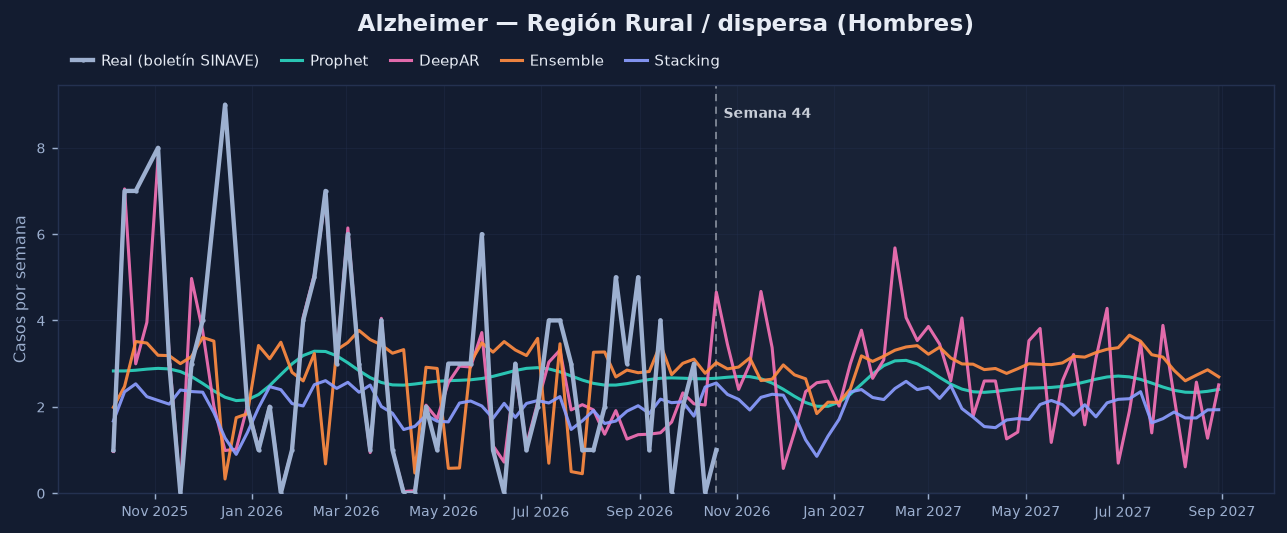 Alzheimer — Región Rural / dispersa (Hombres)
Real (boletín SINAVE) Prophet DeepAR Ensemble Stacking
Semana 44
Casos por semana
8
6
4
2
0
Nov 2025 Jan 2026 Mar 2026 May 2026 Jul 2026 Sep 2026 Nov 2026 Jan 2027 Mar 2027 May 2027 Jul 2027 Sep 2027